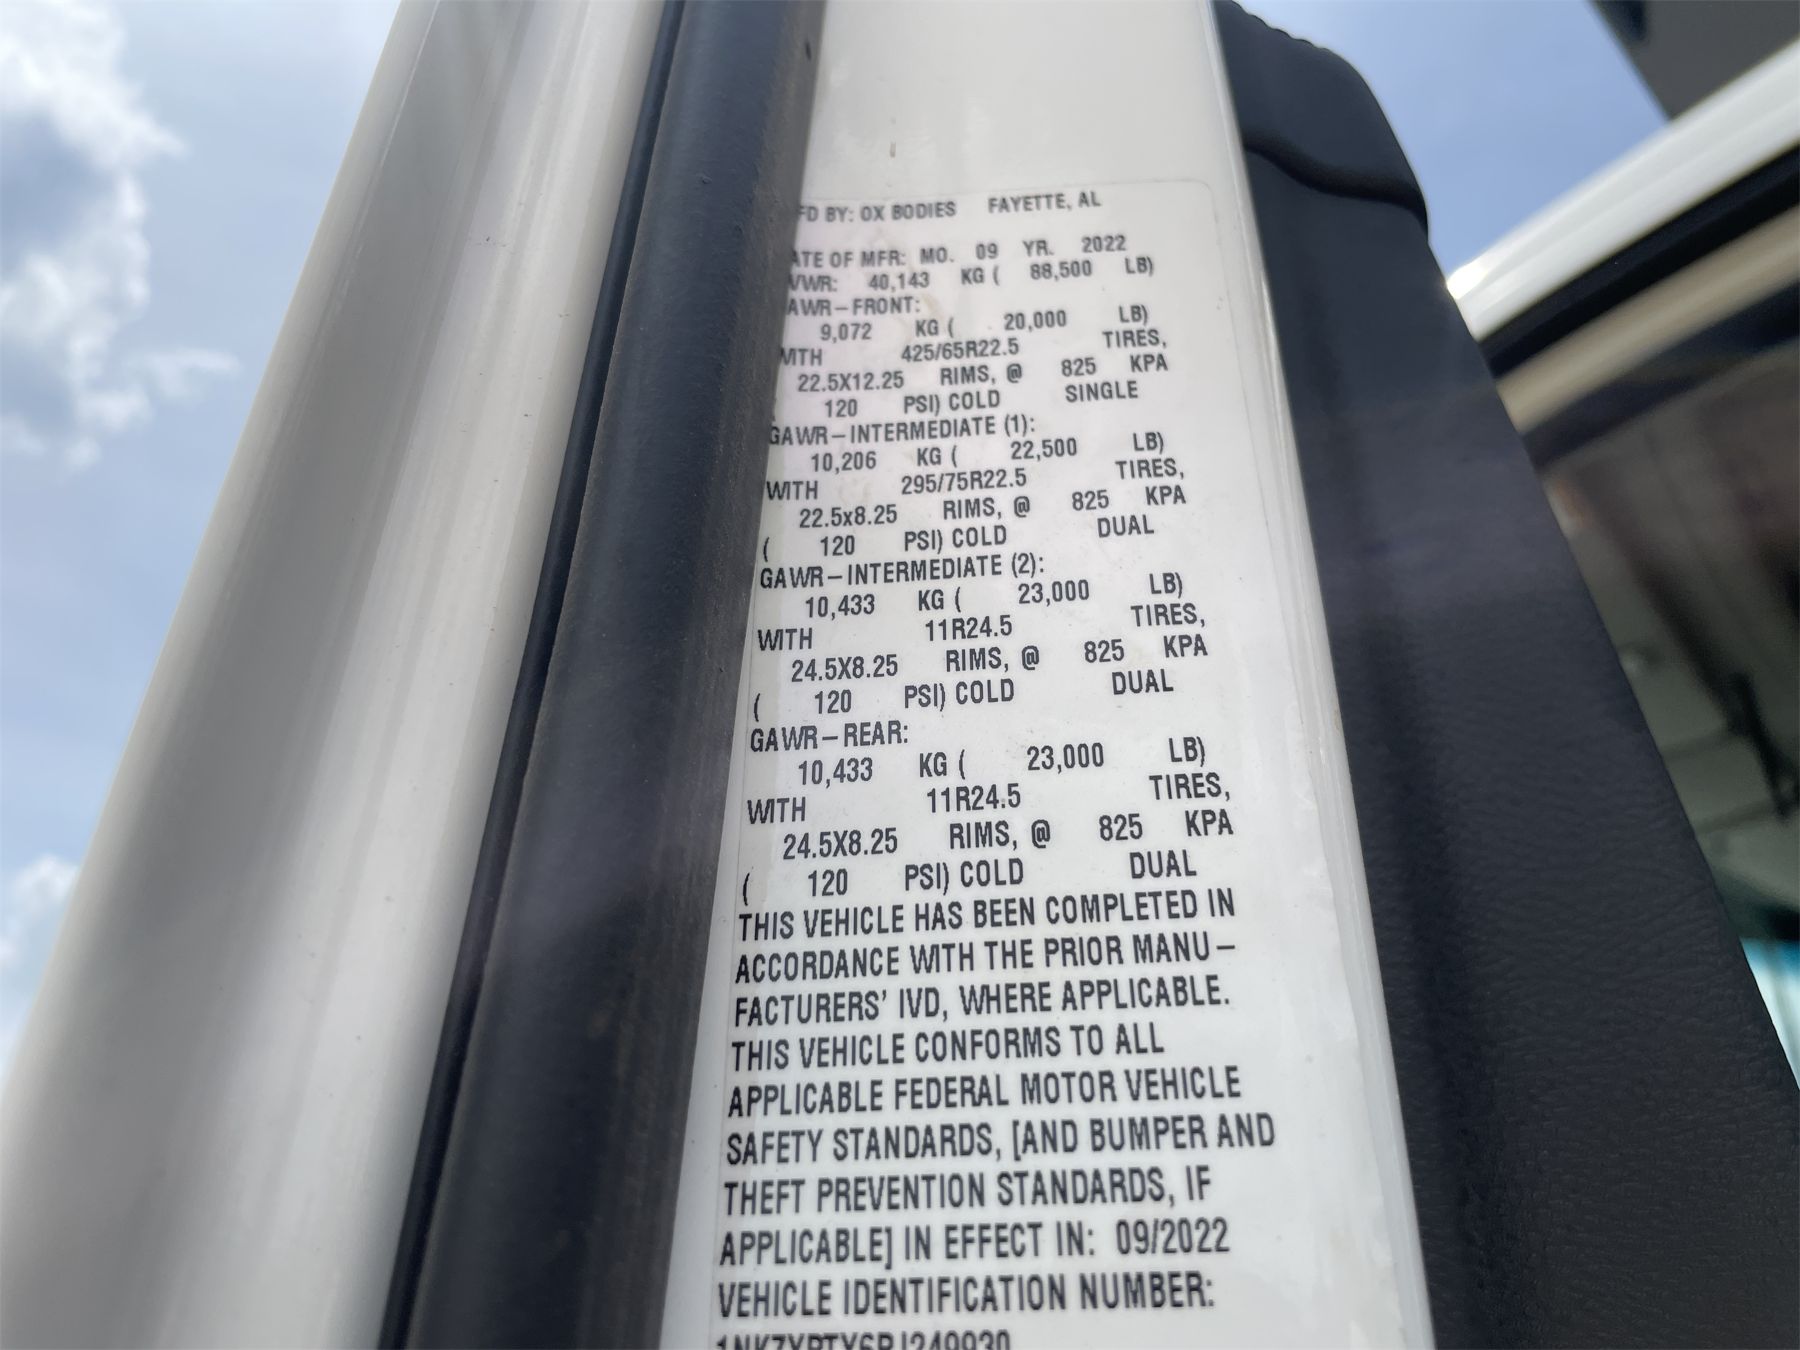 FD BY: OX BODIES FAYETTE, AL
ATE OF MFR: MO. 09 YR. 2022
VWR: 40,143 KG ( 88,500 LB)
AWR-FRONT:
9,072 KG ( 20,000 LB)
WITH 425/65R22.5 TIRES,
22.5X12.25 RIMS, @ 825 KPA
( 120 PSI) COLD SINGLE
GAWR-INTERMEDIATE (1):
10,206 KG ( 22,500 LB)
WITH 295/75R22.5 TIRES,
22.5x8.25 RIMS, @ 825 KPA
( 120 PSI) COLD DUAL
GAWR-INTERMEDIATE (2):
10,433 KG ( 23,000 LB)
WITH 11R24.5 TIRES,
24.5X8.25 RIMS, @ 825 KPA
( 120 PSI) COLD DUAL
GAWR-REAR:
10,433 KG ( 23,000 LB)
WITH 11R24.5 TIRES,
24.5X8.25 RIMS, @ 825 KPA
( 120 PSI) COLD DUAL
THIS VEHICLE HAS BEEN COMPLETED IN
ACCORDANCE WITH THE PRIOR MANU-
FACTURERS' IVD, WHERE APPLICABLE.
THIS VEHICLE CONFORMS TO ALL
APPLICABLE FEDERAL MOTOR VEHICLE
SAFETY STANDARDS, [AND BUMPER AND
THEFT PREVENTION STANDARDS, IF
APPLICABLE] IN EFFECT IN: 09/2022
VEHICLE IDENTIFICATION NUMBER: